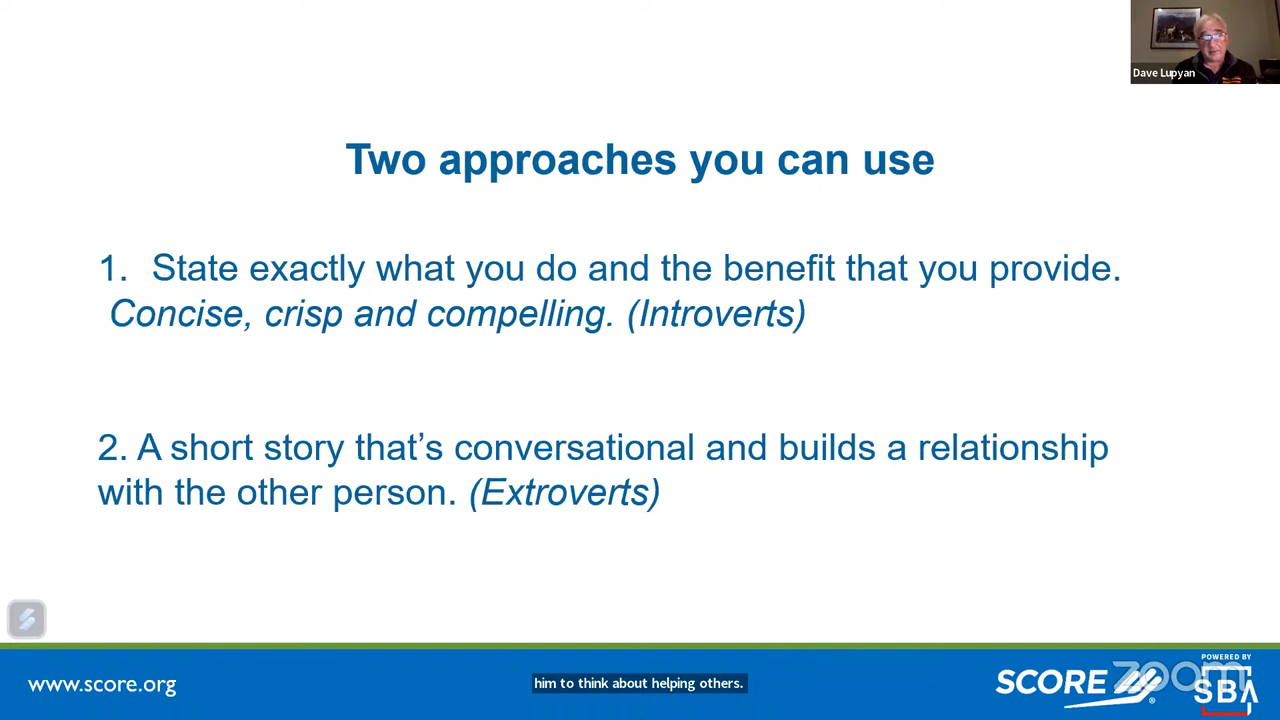 Dave Lupyan
Two approaches you can use
1. State exactly what you do and the benefit that you provide.
Concise, crisp and compelling. (Introverts)
2. A short story that’s conversational and builds a relationship
with the other person. (Extroverts)
www.score.org
him to think about helping others.
SCORE
®
zoom
POWERED BY
SBA